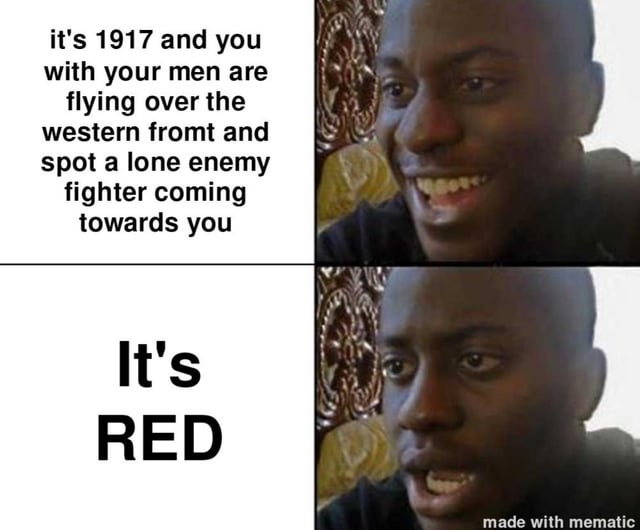 it's 1917 and you
with your men are
flying over the
western fromt and
spot a lone enemy
fighter coming
towards you
It's
RED
made with mematic